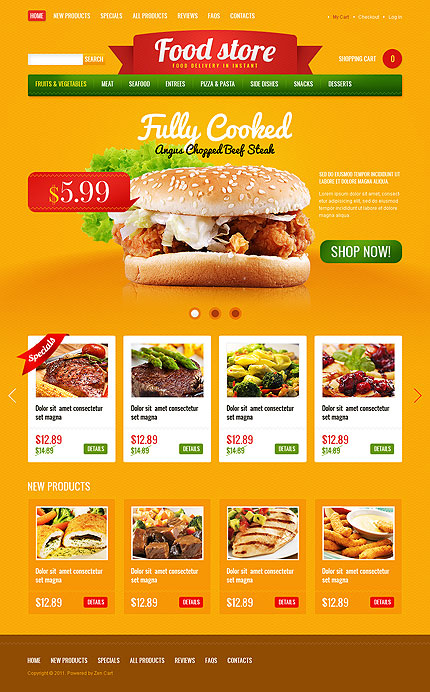 HOME NEW PRODUCTS SPECIALS ALL PRODUCTS REVIEWS FAQS CONTACTS
My Cart Checkout Log In
SEARCH
Food store
FOOD DELIVERY IN INSTANT
SHOPPING CART 0
FRUITS & VEGETABLES MEAT SEAFOOD ENTREES PIZZA & PASTA SIDE DISHES SNACKS DESSERTS
Fully Cooked
Angus Chopped Beef Steak
$5.99
SED DO EIUSMOD TEMPOR INCIDIDUNT UT
LABORE ET DOLORE MAGNA ALIQUA.
Lorem ipsum dolor sit amet, consect
etur adipisicing elit, sed do eiusmod
tempor incididunt ut labore et dolore
magna aliqua
SHOP NOW!
Specials
Dolor sit amet consectetur
set magna
$12.89
$14.89
DETAILS
Dolor sit amet consectetur
set magna
$12.89
$14.89
DETAILS
Dolor sit amet consectetur
set magna
$12.89
$14.89
DETAILS
Dolor sit amet consectetur
set magna
$12.89
$14.89
DETAILS
NEW PRODUCTS
Dolor sit amet consectetur
set magna
$12.89
DETAILS
Dolor sit amet consectetur
set magna
$12.89
DETAILS
Dolor sit amet consectetur
set magna
$12.89
DETAILS
Dolor sit amet consectetur
set magna
$12.89
DETAILS
HOME NEW PRODUCTS SPECIALS ALL PRODUCTS REVIEWS FAQS CONTACTS
Copyright © 2011. Powered by Zen Cart